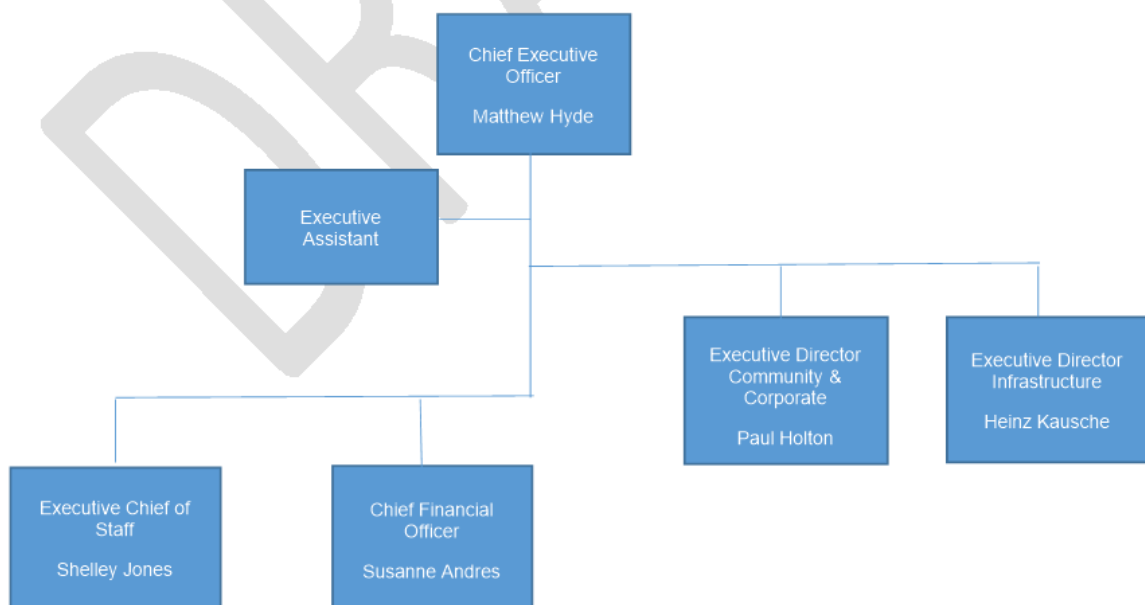 Chief Executive
Officer
Matthew Hyde
Executive
Assistant
Executive Director
Community &
Corporate
Paul Holton
Executive Director
Infrastructure
Heinz Kausche
Executive Chief of
Staff
Shelley Jones
Chief Financial
Officer
Susanne Andres